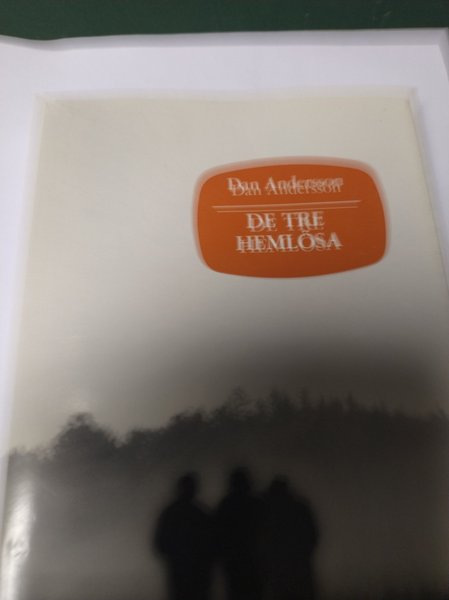 Dan Andersson
DE TRE
HEMLÖSA